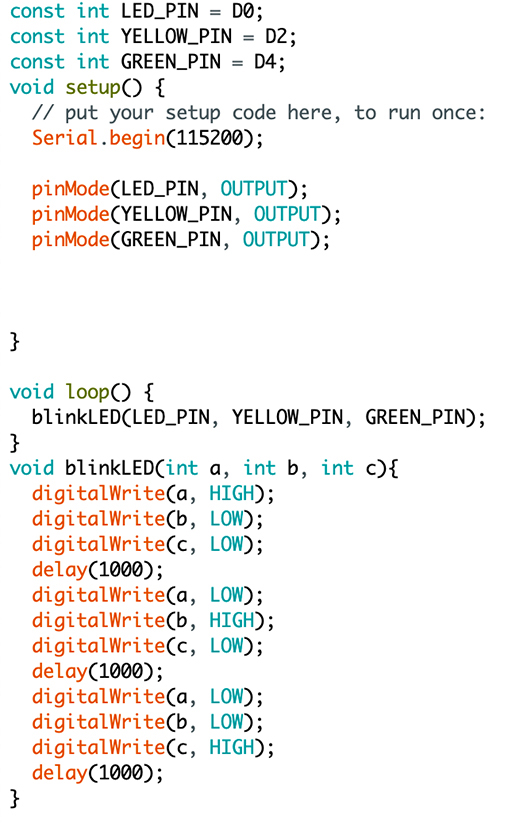 const int LED_PIN = D0;
const int YELLOW_PIN = D2;
const int GREEN_PIN = D4;
void setup() {
  // put your setup code here, to run once:
  Serial.begin(115200);

  pinMode(LED_PIN, OUTPUT);
  pinMode(YELLOW_PIN, OUTPUT);
  pinMode(GREEN_PIN, OUTPUT);




}

void loop() {
  blinkLED(LED_PIN, YELLOW_PIN, GREEN_PIN);
}
void blinkLED(int a, int b, int c){
  digitalWrite(a, HIGH);
  digitalWrite(b, LOW);
  digitalWrite(c, LOW);
  delay(1000);
  digitalWrite(a, LOW);
  digitalWrite(b, HIGH);
  digitalWrite(c, LOW);
  delay(1000);
  digitalWrite(a, LOW);
  digitalWrite(b, LOW);
  digitalWrite(c, HIGH);
  delay(1000);
}